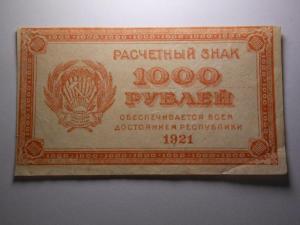 РАСЧЕТНЫЙ ЗНАК
1000
РУБЛЕЙ
ОБЕСПЕЧИВАЕТСЯ ВСЕМ
ДОСТОЯНИЕМ РЕСПУБЛИКИ
1921